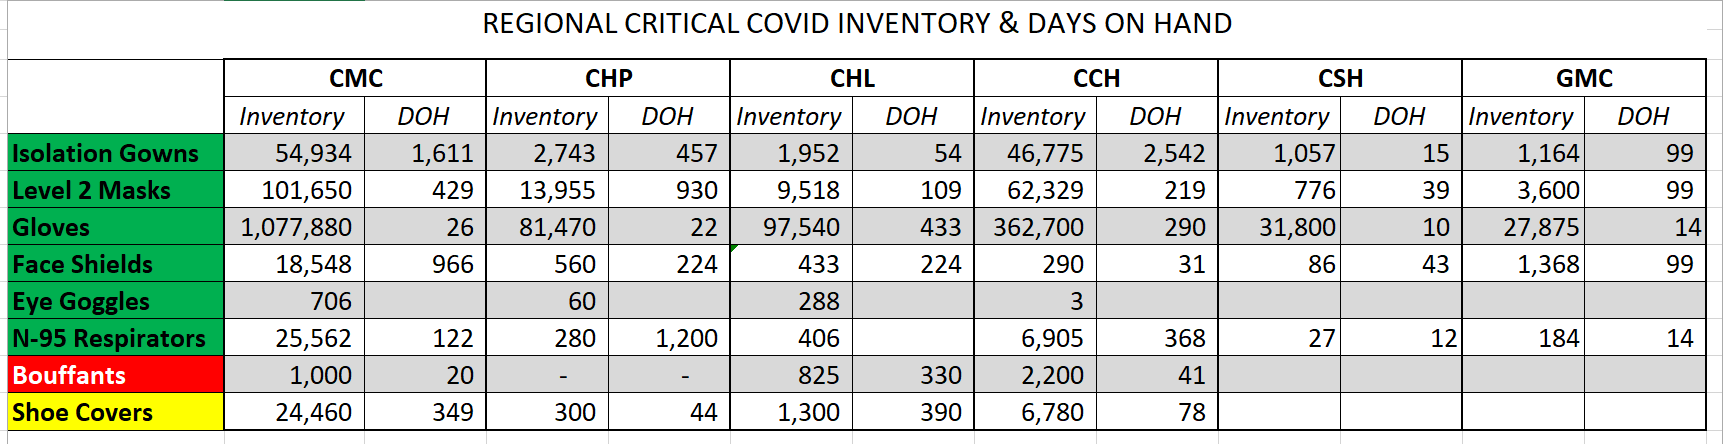 REGIONAL CRITICAL COVID INVENTORY & DAYS ON HAND
CMC CHP CHL CCH CSH GMC
Inventory DOH Inventory DOH Inventory DOH Inventory DOH Inventory DOH Inventory DOH
Isolation Gowns 54,934 1,611 2,743 457 1,952 54 46,775 2,542 1,057 15 1,164 99
Level 2 Masks 101,650 429 13,955 930 9,518 109 62,329 219 776 39 3,600 99
Gloves 1,077,880 26 81,470 22 97,540 433 362,700 290 31,800 10 27,875 14
Face Shields 18,548 966 560 224 433 224 290 31 86 43 1,368 99
Eye Goggles 706 60 288 3
N-95 Respirators 25,562 122 280 1,200 406 6,905 368 27 12 184 14
Bouffants 1,000 20 - - 825 330 2,200 41
Shoe Covers 24,460 349 300 44 1,300 390 6,780 78